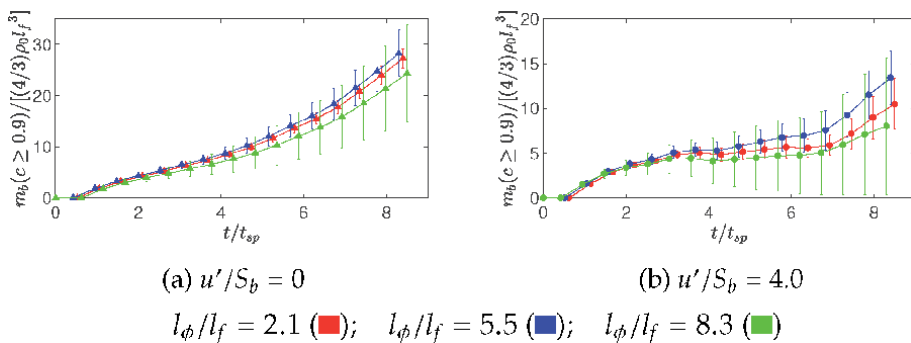 m_b(c ≥ 0.9)/[(4/3)ρ_0 l_f^3]
30
20
10
0
0 2 4 6 8
t/t_sp
m_b(c ≥ 0.9)/[(4/3)ρ_0 l_f^3]
20
15
10
5
0
0 2 4 6 8
t/t_sp
(a) u′/S_b = 0 (b) u′/S_b = 4.0
l_ϕ/l_f = 2.1 (■); l_ϕ/l_f = 5.5 (■); l_ϕ/l_f = 8.3 (■)